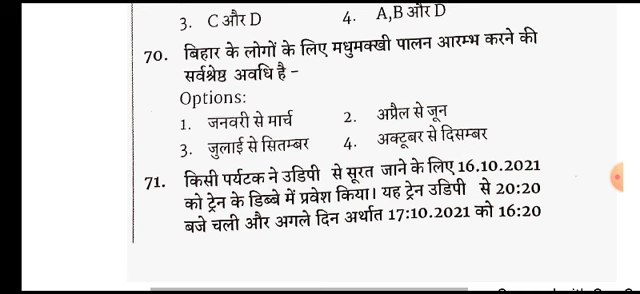 3. C और D 4. A,B और D
70. बिहार के लोगों के लिए मधुमक्खी पालन आरम्भ करने की
सर्वश्रेष्ठ अवधि है -
Options:
1. जनवरी से मार्च 2. अप्रैल से जून
3. जुलाई से सितम्बर 4. अक्टूबर से दिसम्बर
71. किसी पर्यटक ने उडिपी से सूरत जाने के लिए 16.10.2021
को ट्रेन के डिब्बे में प्रवेश किया। यह ट्रेन उडिपी से 20:20
बजे चली और अगले दिन अर्थात 17:10.2021 को 16:20